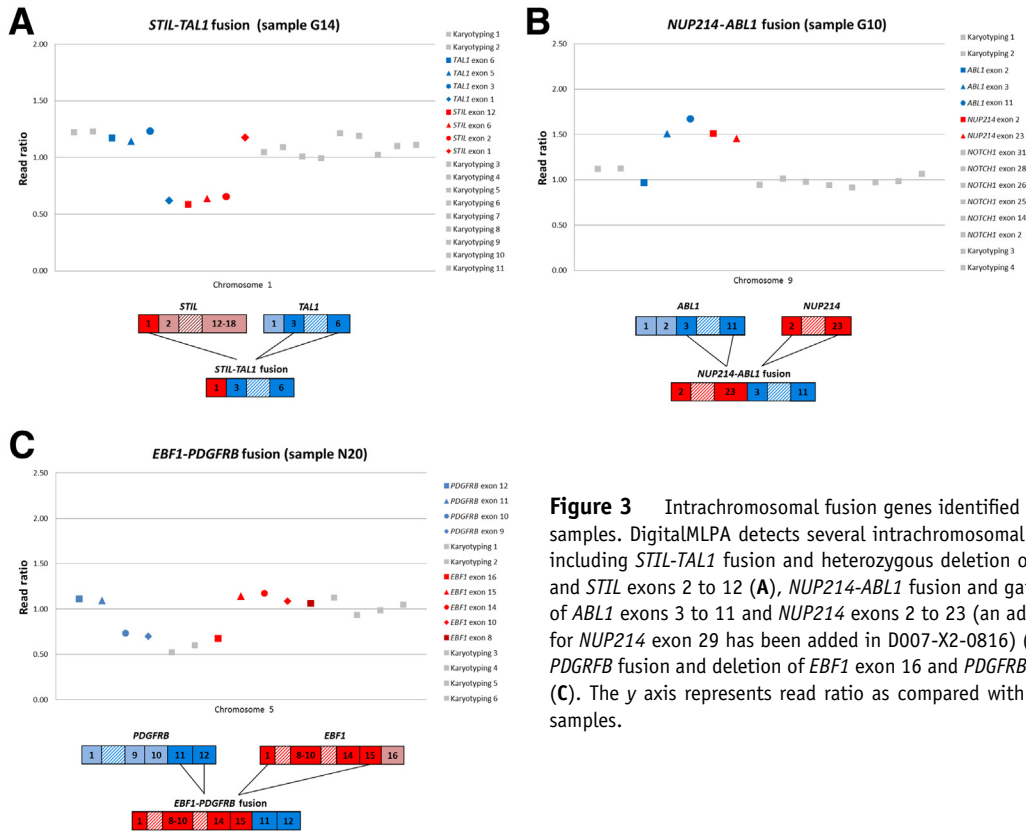 A
STIL-TAL1 fusion (sample G14)
2.00
1.50
1.00
0.50
0.00
Read ratio
Chromosome 1
Karyotyping 1
Karyotyping 2
TAL1 exon 6
TAL1 exon 5
TAL1 exon 3
TAL1 exon 1
STIL exon 12
STIL exon 6
STIL exon 2
STIL exon 1
Karyotyping 3
Karyotyping 4
Karyotyping 5
Karyotyping 6
Karyotyping 7
Karyotyping 8
Karyotyping 9
Karyotyping 10
Karyotyping 11
STIL
TAL1
1 2 12-18
1 3 6
STIL-TAL1 fusion
1 3 6
B
NUP214-ABL1 fusion (sample G10)
2.50
2.00
1.50
1.00
0.50
0.00
Read ratio
Chromosome 9
Karyotyping 1
Karyotyping 2
ABL1 exon 2
ABL1 exon 3
ABL1 exon 11
NUP214 exon 2
NUP214 exon 23
NOTCH1 exon 31
NOTCH1 exon 28
NOTCH1 exon 26
NOTCH1 exon 25
NOTCH1 exon 14
NOTCH1 exon 2
Karyotyping 3
Karyotyping 4
ABL1
NUP214
1 2 3 11
2 23
NUP214-ABL1 fusion
2 23 3 11
C
EBF1-PDGFRB fusion (sample N20)
2.50
2.00
1.50
1.00
0.50
0.00
Read ratio
Chromosome 5
PDGFRB exon 12
PDGFRB exon 11
PDGFRB exon 10
PDGFRB exon 9
Karyotyping 1
Karyotyping 2
EBF1 exon 16
EBF1 exon 15
EBF1 exon 14
EBF1 exon 10
EBF1 exon 8
Karyotyping 3
Karyotyping 4
Karyotyping 5
Karyotyping 6
PDGFRB
EBF1
1 9 10 11 12
1 8-10 14 15 16
EBF1-PDGFRB fusion
1 8-10 14 15 11 12
Figure 3 Intrachromosomal fusion genes identified
samples. DigitalMLPA detects several intrachromosomal
including STIL-TAL1 fusion and heterozygous deletion o
and STIL exons 2 to 12 (A), NUP214-ABL1 fusion and ga
of ABL1 exons 3 to 11 and NUP214 exons 2 to 23 (an ad
for NUP214 exon 29 has been added in D007-X2-0816) (
PDGRFB fusion and deletion of EBF1 exon 16 and PDGFRB
(C). The y axis represents read ratio as compared with
samples.